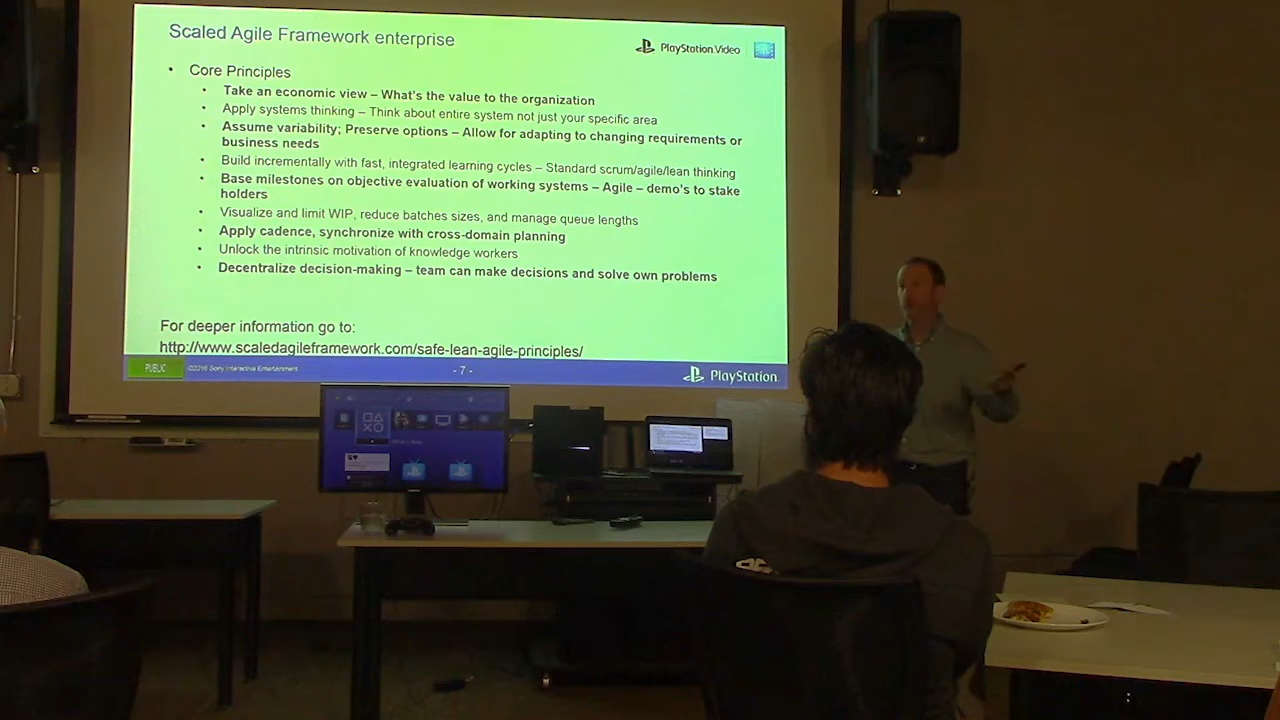 Scaled Agile Framework enterprise
PlayStation.Video
• Core Principles
• Take an economic view – What's the value to the organization
• Apply systems thinking – Think about entire system not just your specific area
• Assume variability; Preserve options – Allow for adapting to changing requirements or
business needs
• Build incrementally with fast, integrated learning cycles – Standard scrum/agile/lean thinking
• Base milestones on objective evaluation of working systems – Agile – demo's to stake
holders
• Visualize and limit WIP, reduce batches sizes, and manage queue lengths
• Apply cadence, synchronize with cross-domain planning
• Unlock the intrinsic motivation of knowledge workers
• Decentralize decision-making – team can make decisions and solve own problems
For deeper information go to:
http://www.scaledagileframework.com/safe-lean-agile-principles/
PUBLIC
©2016 Sony Interactive Entertainment
- 7 -
PlayStation.
What's New